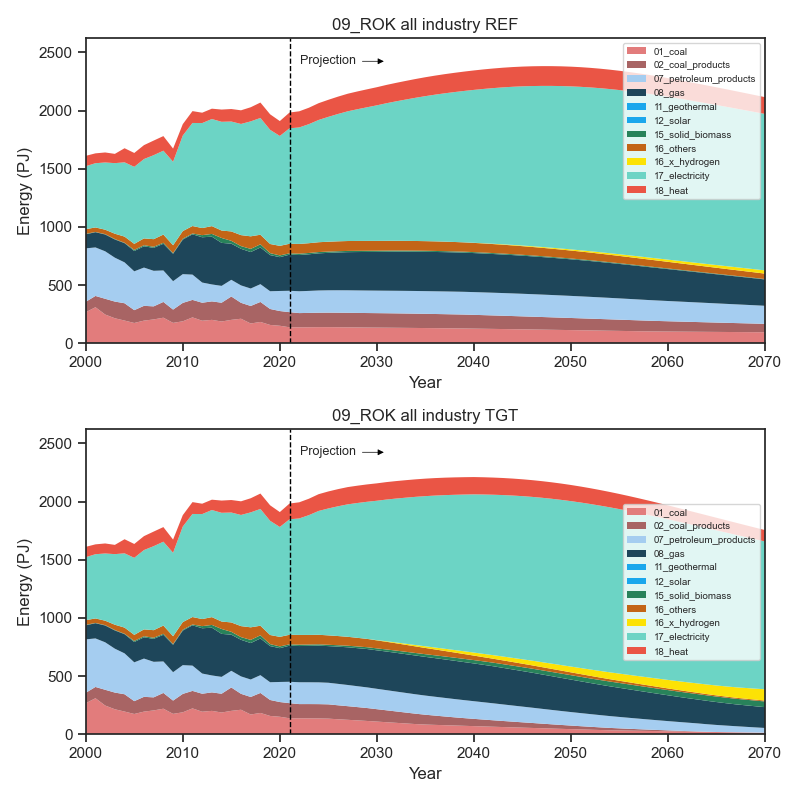 09_ROK all industry REF
Energy (PJ)
2500
2000
1500
1000
500
0
Projection
01_coal
02_coal_products
07_petroleum_products
08_gas
11_geothermal
12_solar
15_solid_biomass
16_others
16_x_hydrogen
17_electricity
18_heat
2000 2010 2020 2030 2040 2050 2060 2070
Year
09_ROK all industry TGT
Energy (PJ)
2500
2000
1500
1000
500
0
Projection
01_coal
02_coal_products
07_petroleum_products
08_gas
11_geothermal
12_solar
15_solid_biomass
16_others
16_x_hydrogen
17_electricity
18_heat
2000 2010 2020 2030 2040 2050 2060 2070
Year